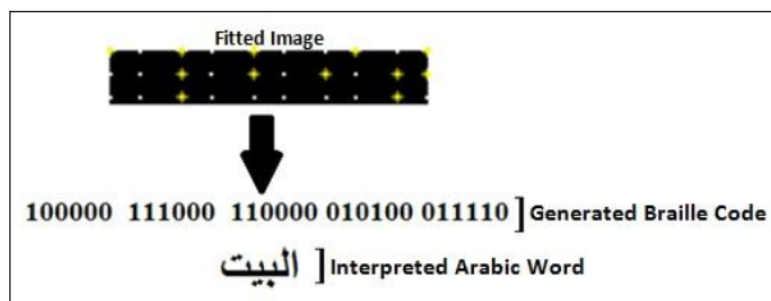 Fitted Image
100000 111000 110000 010100 011110 ] Generated Braille Code
البيت ] Interpreted Arabic Word